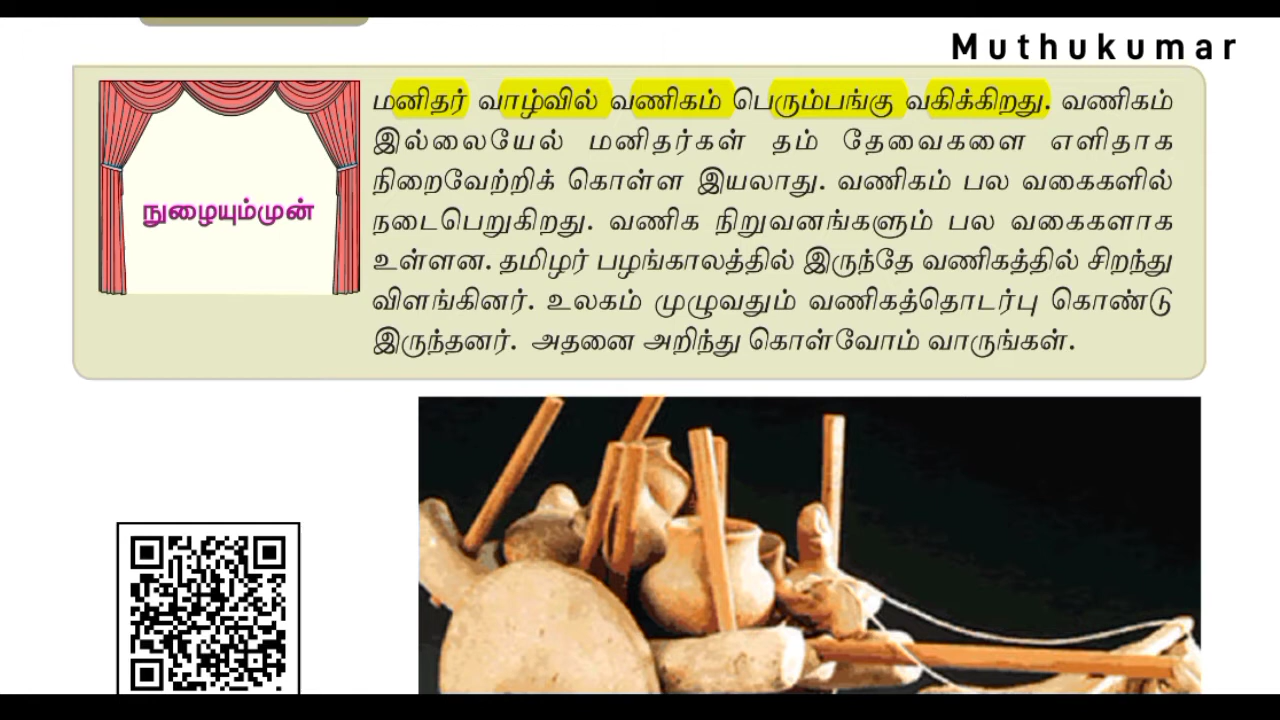 Muthukumar
நுழையும்முன்
மனிதர் வாழ்வில் வணிகம் பெரும்பங்கு வகிக்கிறது. வணிகம்
இல்லையேல் மனிதர்கள் தம் தேவைகளை எளிதாக
நிறைவேற்றிக் கொள்ள இயலாது. வணிகம் பல வகைகளில்
நடைபெறுகிறது. வணிக நிறுவனங்களும் பல வகைகளாக
உள்ளன. தமிழர் பழங்காலத்தில் இருந்தே வணிகத்தில் சிறந்து
விளங்கினர். உலகம் முழுவதும் வணிகத்தொடர்பு கொண்டு
இருந்தனர். அதனை அறிந்து கொள்வோம் வாருங்கள்.